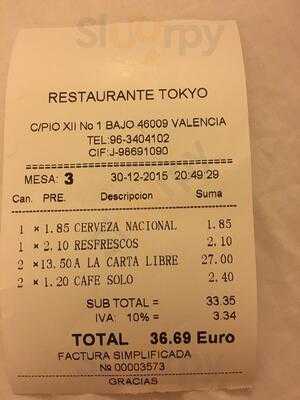 Sluurpy
RESTAURANTE TOKYO
C/PIO XII No 1 BAJO 46009 VALENCIA
TEL:96-3404102
CIF:J-98691090
MESA: 3 30-12-2015 20:49:29
Can. PRE. Descripcion Suma
1 × 1.85 CERVEZA NACIONAL 1.85
1 × 2.10 RESFRESCOS 2.10
2 ×13.50 A LA CARTA LIBRE 27.00
2 × 1.20 CAFE SOLO 2.40
SUB TOTAL = 33.35
IVA: 10% = 3.34
TOTAL 36.69 Euro
FACTURA SIMPLIFICADA
№ 00003573
GRACIAS